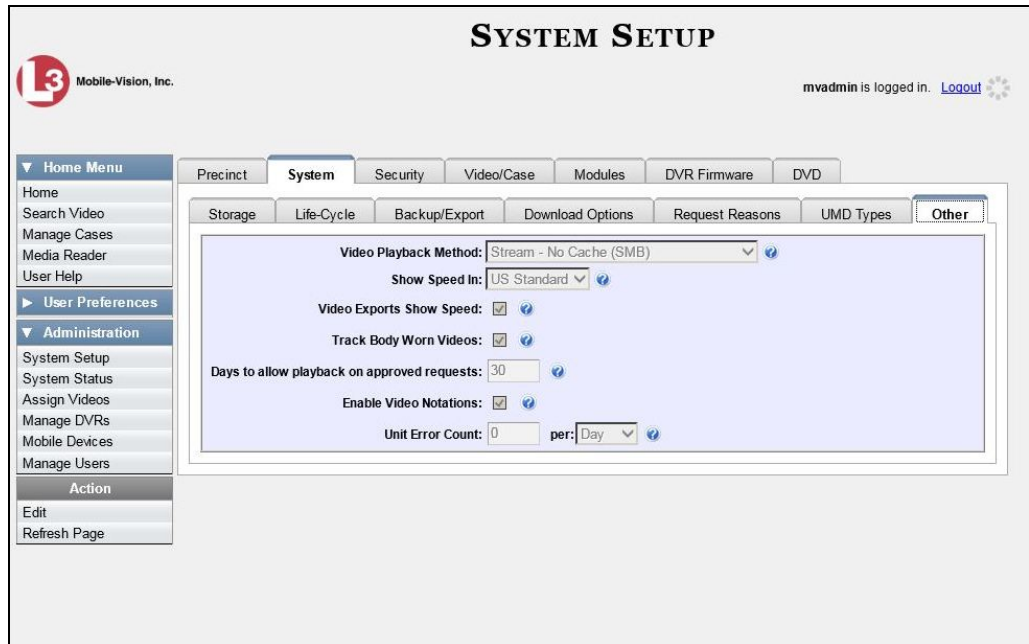 SYSTEM SETUP
L3
Mobile-Vision, Inc.
mvadmin is logged in. Logout
▼ Home Menu
Home
Search Video
Manage Cases
Media Reader
User Help
► User Preferences
▼ Administration
System Setup
System Status
Assign Videos
Manage DVRs
Mobile Devices
Manage Users
Action
Edit
Refresh Page
Precinct System Security Video/Case Modules DVR Firmware DVD
Storage Life-Cycle Backup/Export Download Options Request Reasons UMD Types Other
Video Playback Method: Stream - No Cache (SMB) ?
Show Speed In: US Standard ?
Video Exports Show Speed: ?
Track Body Worn Videos: ?
Days to allow playback on approved requests: 30 ?
Enable Video Notations: ?
Unit Error Count: 0 per: Day ?